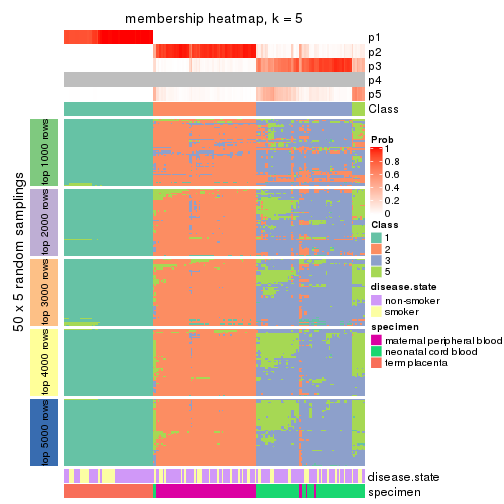 membership heatmap, k = 5
p1
p2
p3
p4
p5
Class
50 x 5 random samplings
top 1000 rows
top 2000 rows
top 3000 rows
top 4000 rows
top 5000 rows
Prob
1
0.8
0.6
0.4
0.2
0
Class
1
2
3
5
disease.state
non-smoker
smoker
specimen
maternal peripheral blood
neonatal cord blood
term placenta
disease.state
specimen